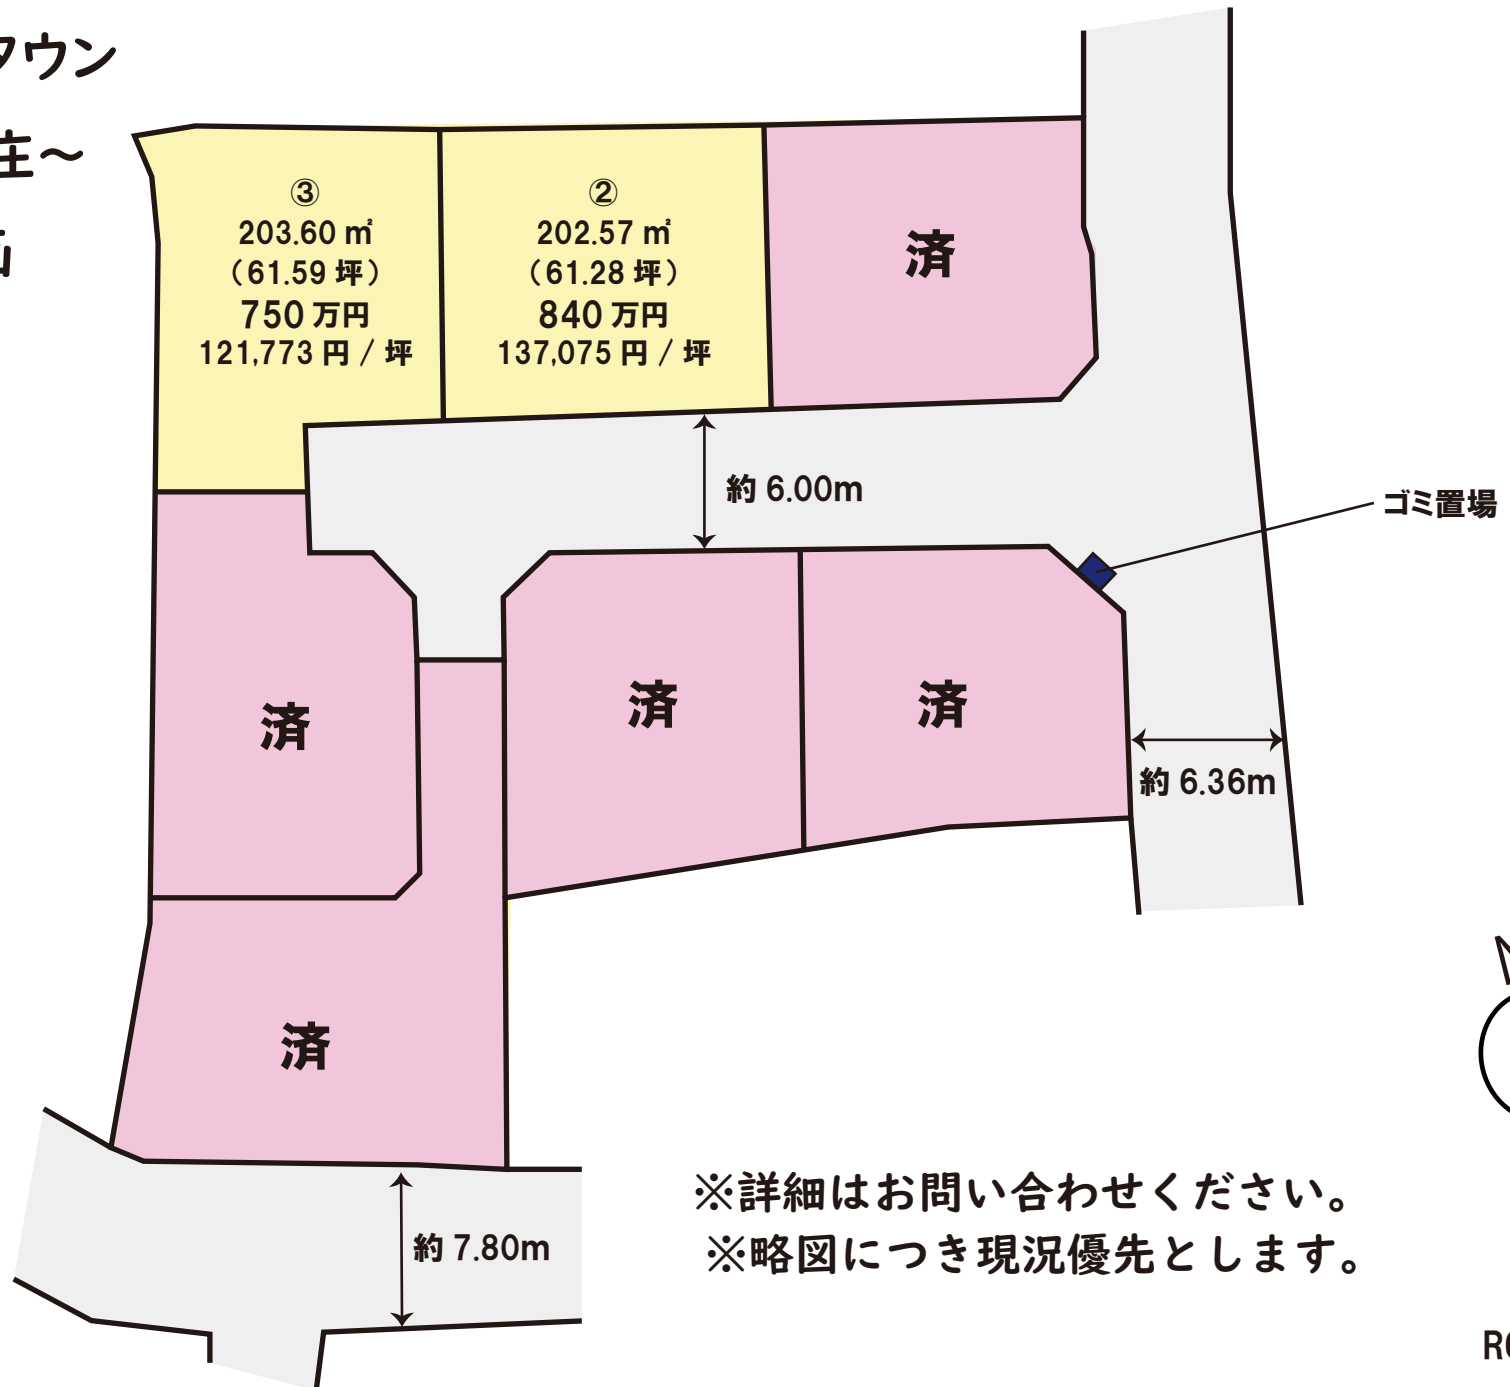 タウン
主～
③
203.60 ㎡
（61.59 坪）
750 万円
121,773 円 / 坪
②
202.57 ㎡
（61.28 坪）
840 万円
137,075 円 / 坪
済
約 6.00m
ゴミ置場
済
済
済
約 6.36m
済
約 7.80m
※詳細はお問い合わせください。
※略図につき現況優先とします。